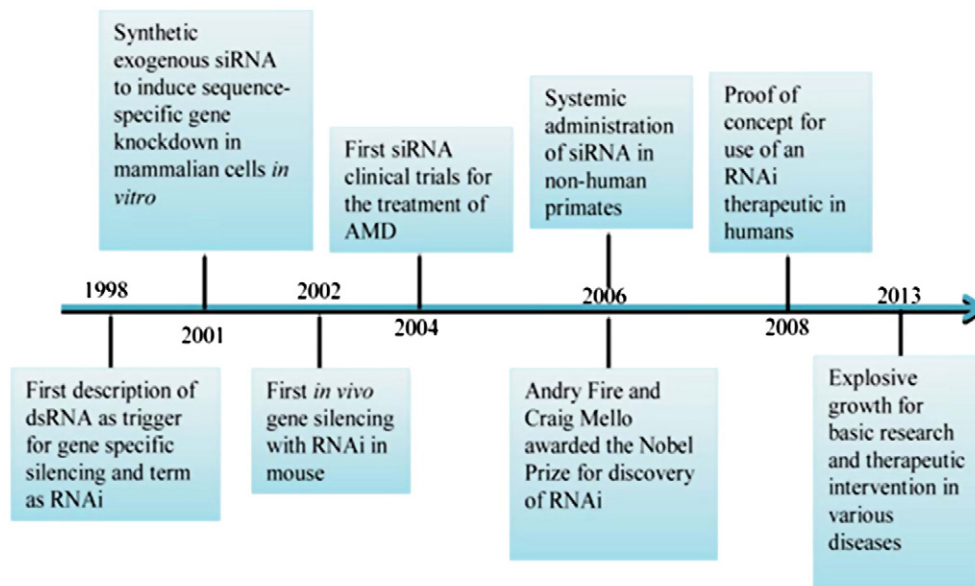 Synthetic
exogenous siRNA
to induce sequence-
specific gene
knockdown in
mammalian cells in
vitro
First siRNA
clinical trials for
the treatment of
AMD
Systemic
administration
of siRNA in
non-human
primates
Proof of
concept for
use of an
RNAi
therapeutic in
humans
1998
2001
2002
2004
2006
2008
2013
First description of
dsRNA as trigger
for gene specific
silencing and term
as RNAi
First in vivo
gene silencing
with RNAi in
mouse
Andry Fire and
Craig Mello
awarded the Nobel
Prize for discovery
of RNAi
Explosive
growth for
basic research
and therapeutic
intervention in
various
diseases